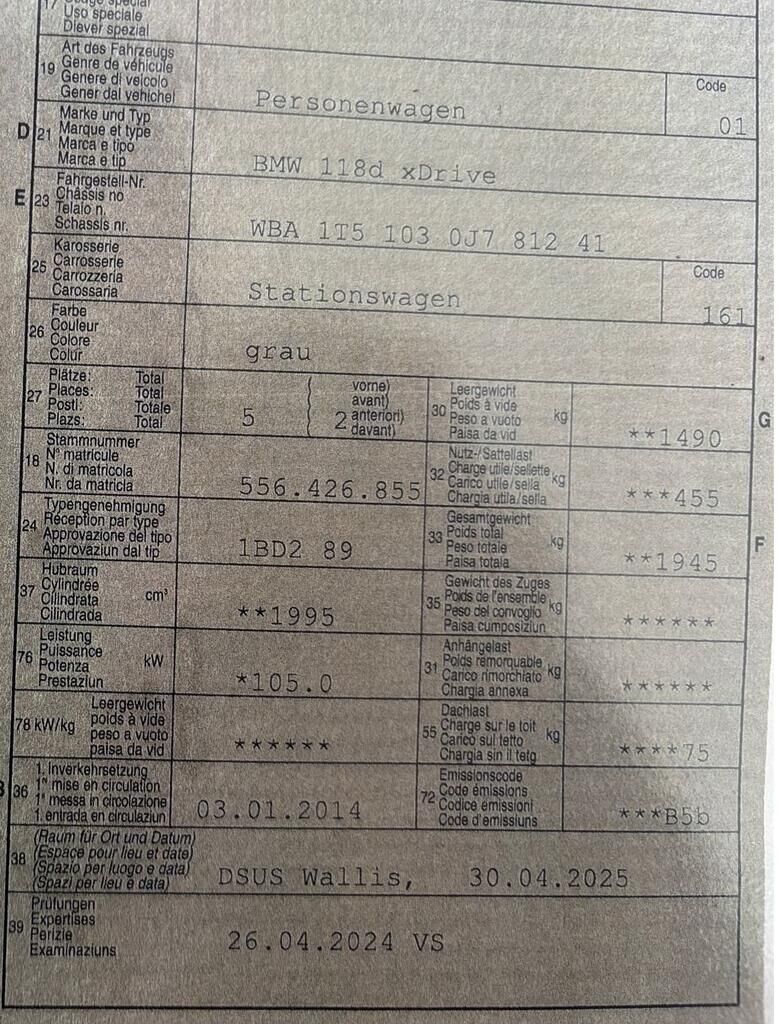 17 Usage spécial
Uso speciale
Diever spezial
19 Art des Fahrzeugs
Genre de véhicule
Genere di veicolo
Gener dal vehichel
Personenwagen
Code
01
D 21 Marke und Typ
Marque et type
Marca e tipo
Marca e tip
BMW 118d xDrive
E 23 Fahrgestell-Nr.
Châssis no
Telaio n.
Schassis nr.
WBA 1T5 103 0J7 812 41
25 Karosserie
Carrosserie
Carrozzeria
Carossaria
Stationswagen
Code
161
26 Farbe
Couleur
Colore
Colur
grau
27 Plätze: Total
Places: Total
Posti: Totale
Plazs: Total
5
vorne)
avant)
2 anteriori)
davant)
30 Leergewicht
Poids à vide
Peso a vuoto
Paisa da vid
kg
**1490
G
18 Stammnummer
N° matricule
N. di matricola
Nr. da matricla
556.426.855
32 Nutz-/Sattellast
Charge utile/sellette
Carico utile/sella
Chargia utila/sella
kg
***455
24 Typengenehmigung
Réception par type
Approvazione del tipo
Approvaziun dal tip
1BD2 89
33 Gesamtgewicht
Poids total
Peso totale
Paisa totala
kg
**1945
F
37 Hubraum
Cylindrée
Cilindrata
Cilindrada
cm³
**1995
35 Gewicht des Zuges
Poids de l'ensemble
Peso del convoglio
Paisa cumposiziun
kg
******
76 Leistung
Puissance
Potenza
Prestaziun
kW
*105.0
31 Anhängelast
Poids remorquable
Carico rimorchiato
Chargia annexa
kg
******
78 kW/kg
Leergewicht
poids à vide
peso a vuoto
paisa da vid
******
55 Dachlast
Charge sur le toit
Carico sul tetto
Chargia sin il tetg
kg
****75
B 36 1. Inverkehrsetzung
1re mise en circulation
1a messa in circolazione
1. entrada en circulaziun
03.01.2014
72 Emissionscode
Code émissions
Codice emissioni
Code d'emissiuns
***B5b
38 (Raum für Ort und Datum)
(Espace pour lieu et date)
(Spazio per luogo e data)
(Spazi per lieu e data)
DSUS Wallis, 30.04.2025
39 Prüfungen
Expertises
Perizie
Examinaziuns
26.04.2024 VS